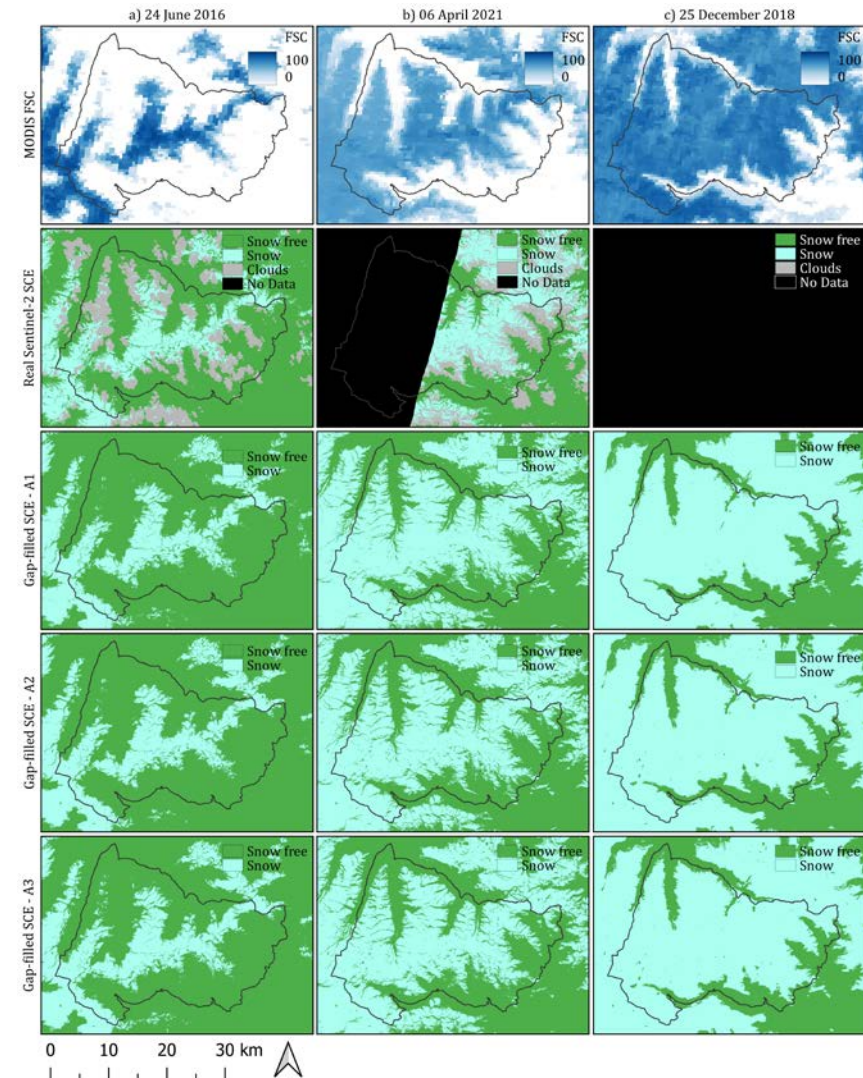 a) 24 June 2016
b) 06 April 2021
c) 25 December 2018
MODIS FSC
FSC
100
0
FSC
100
0
FSC
100
0
Real Sentinel-2 SCE
Snow free
Snow
Clouds
No Data
Snow free
Snow
Clouds
No Data
Snow free
Snow
Clouds
No Data
Gap-filled SCE - A1
Snow free
Snow
Snow free
Snow
Snow free
Snow
Gap-filled SCE - A2
Snow free
Snow
Snow free
Snow
Snow free
Snow
Gap-filled SCE - A3
Snow free
Snow
Snow free
Snow
Snow free
Snow
0 10 20 30 km